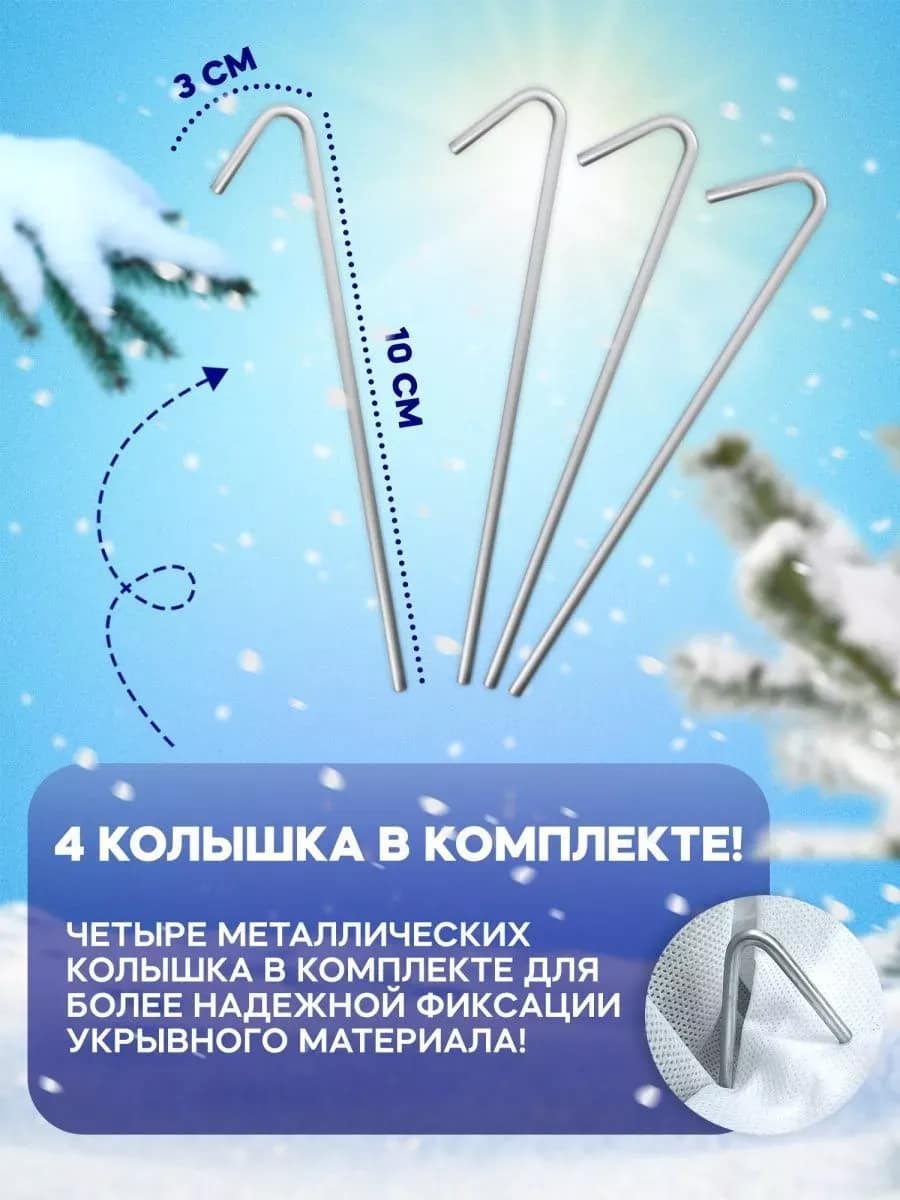 3 СМ
10 СМ
4 КОЛЫШКА В КОМПЛЕКТЕ!
ЧЕТЫРЕ МЕТАЛЛИЧЕСКИХ
КОЛЫШКА В КОМПЛЕКТЕ ДЛЯ
БОЛЕЕ НАДЕЖНОЙ ФИКСАЦИИ
УКРЫВНОГО МАТЕРИАЛА!